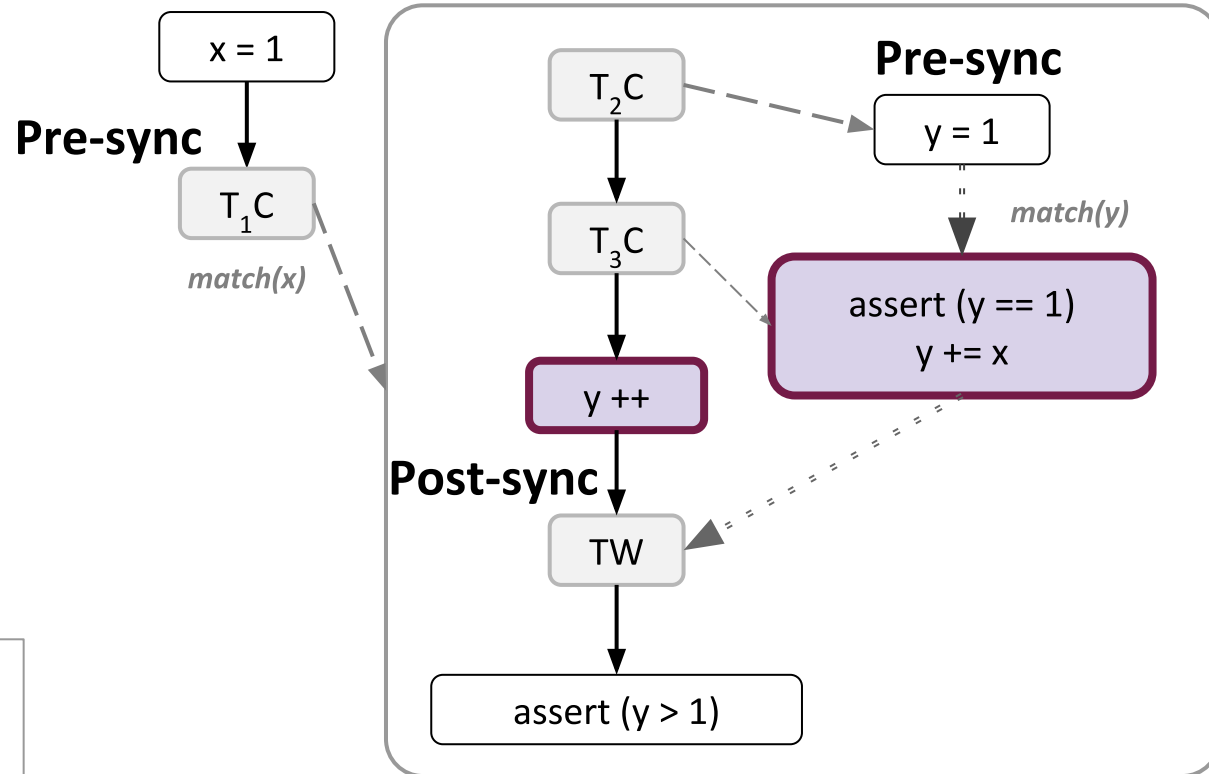 x = 1
Pre-sync
T₁C
match(x)
T₂C
Pre-sync
y = 1
match(y)
T₃C
assert (y == 1)
y += x
y ++
Post-sync
TW
assert (y > 1)